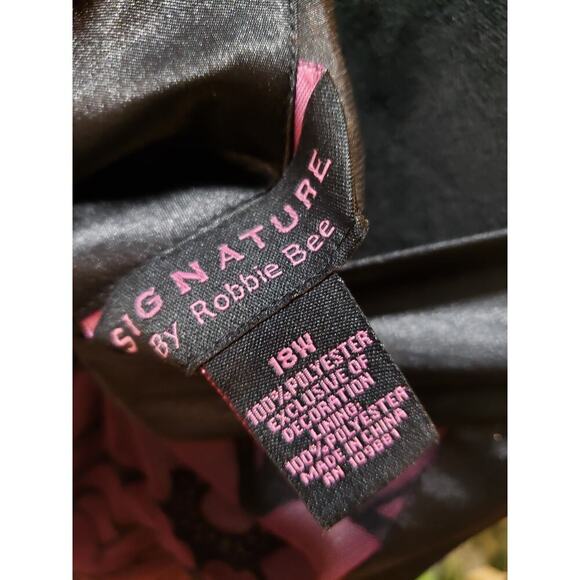 SIGNATURE
By Robbie Bee
18W
100% POLYESTER
EXCLUSIVE OF
DECORATION
LINING:
100% POLYESTER
MADE IN CHINA
RN 109881